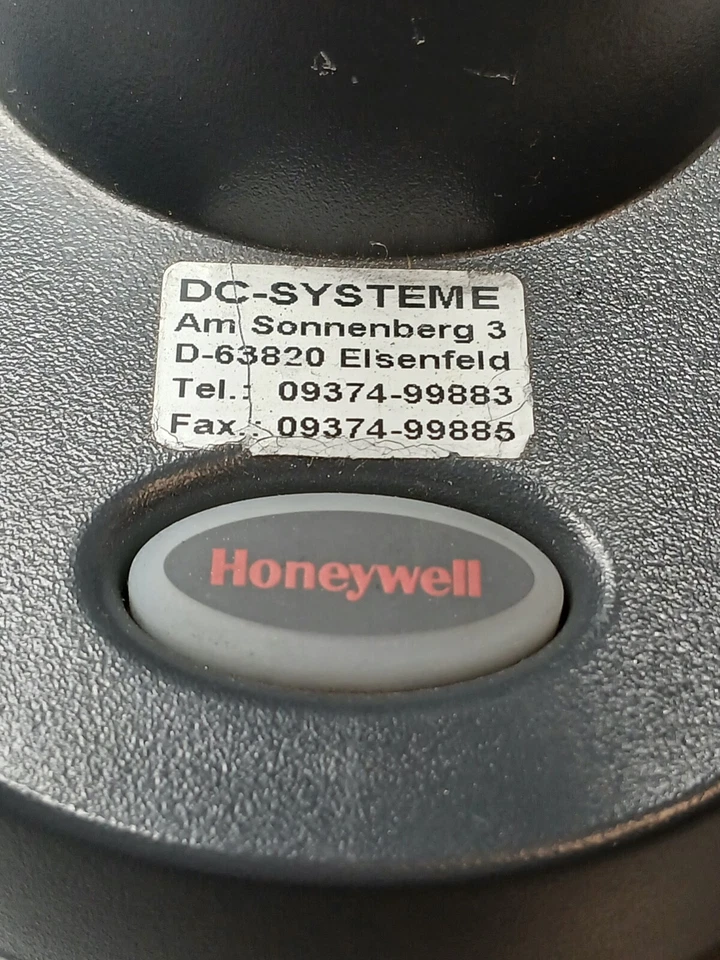 DC-SYSTEME
Am Sonnenberg 3
D-63820 Elsenfeld
Tel.: 09374-99883
Fax.: 09374-99885
Honeywell